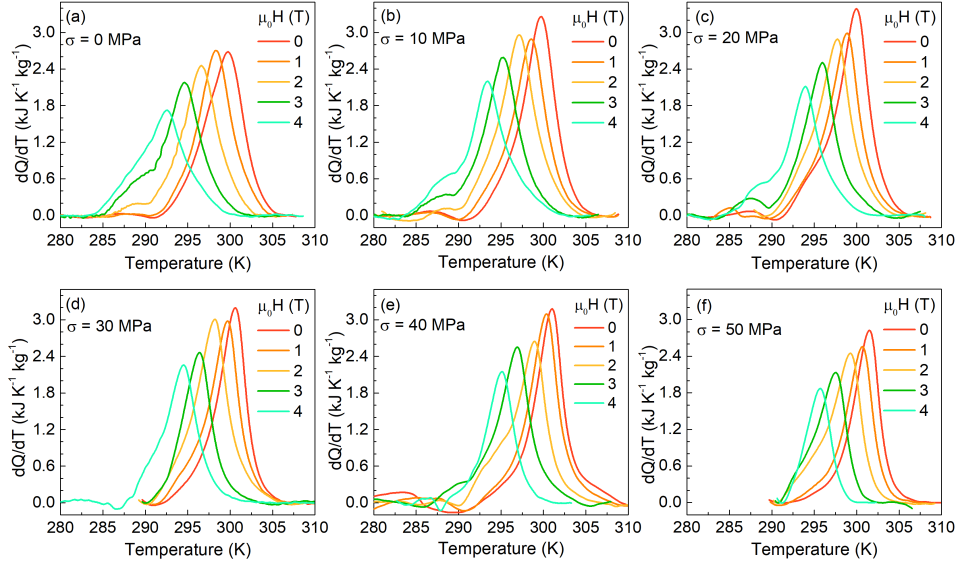 (a)
σ = 0 MPa
μ0H (T)
0
1
2
3
4
3.0
2.4
1.8
1.2
0.6
0.0
dQ/dT (kJ K⁻¹ kg⁻¹)
280 285 290 295 300 305 310
Temperature (K)
(b)
σ = 10 MPa
μ0H (T)
0
1
2
3
4
3.0
2.4
1.8
1.2
0.6
0.0
dQ/dT (kJ K⁻¹ kg⁻¹)
280 285 290 295 300 305 310
Temperature (K)
(c)
σ = 20 MPa
μ0H (T)
0
1
2
3
4
3.0
2.4
1.8
1.2
0.6
0.0
dQ/dT (kJ K⁻¹ kg⁻¹)
280 285 290 295 300 305 310
Temperature (K)
(d)
σ = 30 MPa
μ0H (T)
0
1
2
3
4
3.0
2.4
1.8
1.2
0.6
0.0
dQ/dT (kJ K⁻¹ kg⁻¹)
280 285 290 295 300 305 310
Temperature (K)
(e)
σ = 40 MPa
μ0H (T)
0
1
2
3
4
3.0
2.4
1.8
1.2
0.6
0.0
dQ/dT (kJ K⁻¹ kg⁻¹)
280 285 290 295 300 305 310
Temperature (K)
(f)
σ = 50 MPa
μ0H (T)
0
1
2
3
4
3.0
2.4
1.8
1.2
0.6
0.0
dQ/dT (kJ K⁻¹ kg⁻¹)
280 285 290 295 300 305 310
Temperature (K)